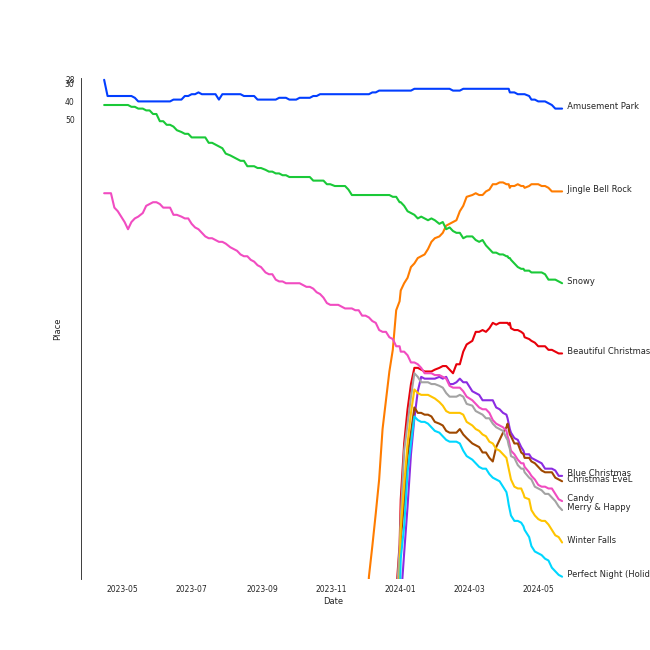 28
30
40
50
Amusement Park
Jingle Bell Rock
Snowy
Beautiful Christmas
Blue Christmas
Christmas EveL
Candy
Merry & Happy
Winter Falls
Perfect Night (Holid
Place
2023-05 2023-07 2023-09 2023-11 2024-01 2024-03 2024-05
Date